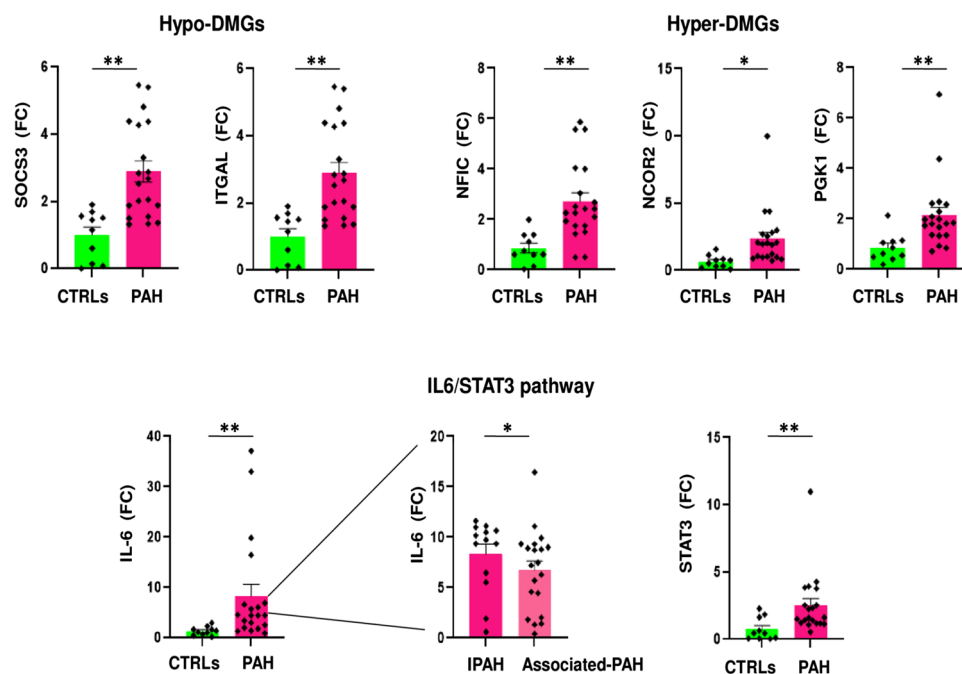 Hypo-DMGs
Hyper-DMGs
**
6
4
2
0
SOCS3 (FC)
CTRLs PAH
**
6
4
2
0
ITGAL (FC)
CTRLs PAH
**
8
6
4
2
0
NFIC (FC)
CTRLs PAH
*
15
0
5
0
NCOR2 (FC)
CTRLs PAH
**
8
6
4
2
0
PGK1 (FC)
CTRLs PAH
IL6/STAT3 pathway
**
40
30
20
10
0
IL-6 (FC)
CTRLs PAH
*
20
15
10
5
0
IL-6 (FC)
IPAH Associated-PAH
**
15
10
5
0
STAT3 (FC)
CTRLs PAH